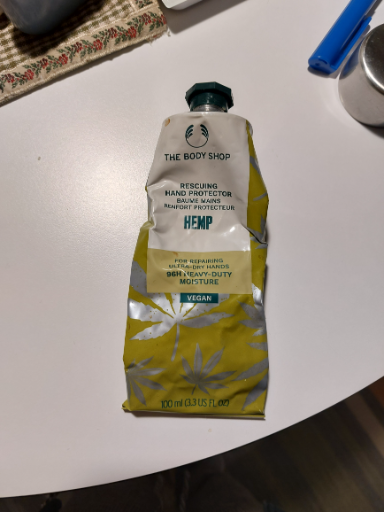 THE BODY SHOP
RESCUING
HAND PROTECTOR
BAUME MAINS
RENFORT PROTECTEUR
HEMP
FOR REPAIRING
ULTRA-DRY HANDS
96H HEAVY-DUTY
MOISTURE
VEGAN
100 ml (3.3 US FL oz)